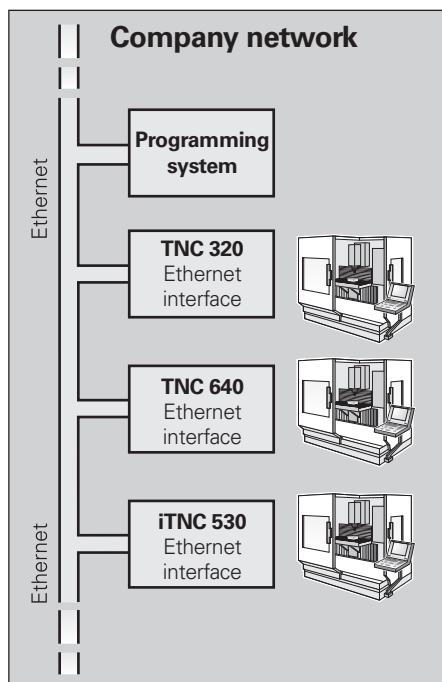 Company network
Ethernet
Programming
system
TNC 320
Ethernet
interface
TNC 640
Ethernet
interface
iTNC 530
Ethernet
interface
Ethernet